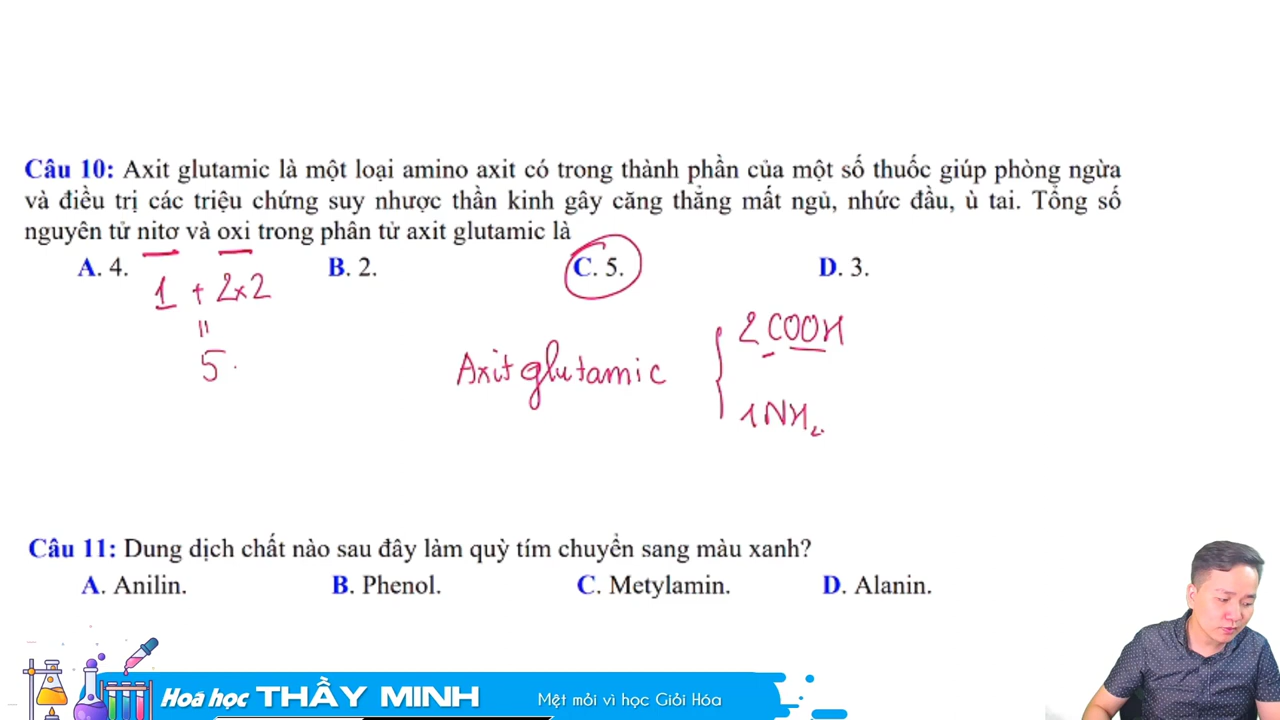 Câu 10: Axit glutamic là một loại amino axit có trong thành phần của một số thuốc giúp phòng ngừa
và điều trị các triệu chứng suy nhược thần kinh gây căng thẳng mất ngủ, nhức đầu, ù tai. Tổng số
nguyên tử nitơ và oxi trong phân tử axit glutamic là
A. 4. B. 2. C. 5. D. 3.
1 + 2x2
=
5.
Axit glutamic { 2 COOH
1 NH2
Câu 11: Dung dịch chất nào sau đây làm quỳ tím chuyển sang màu xanh?
A. Anilin. B. Phenol. C. Metylamin. D. Alanin.
Hoá học THẦY MINH Mệt mỏi vì học Giỏi Hóa